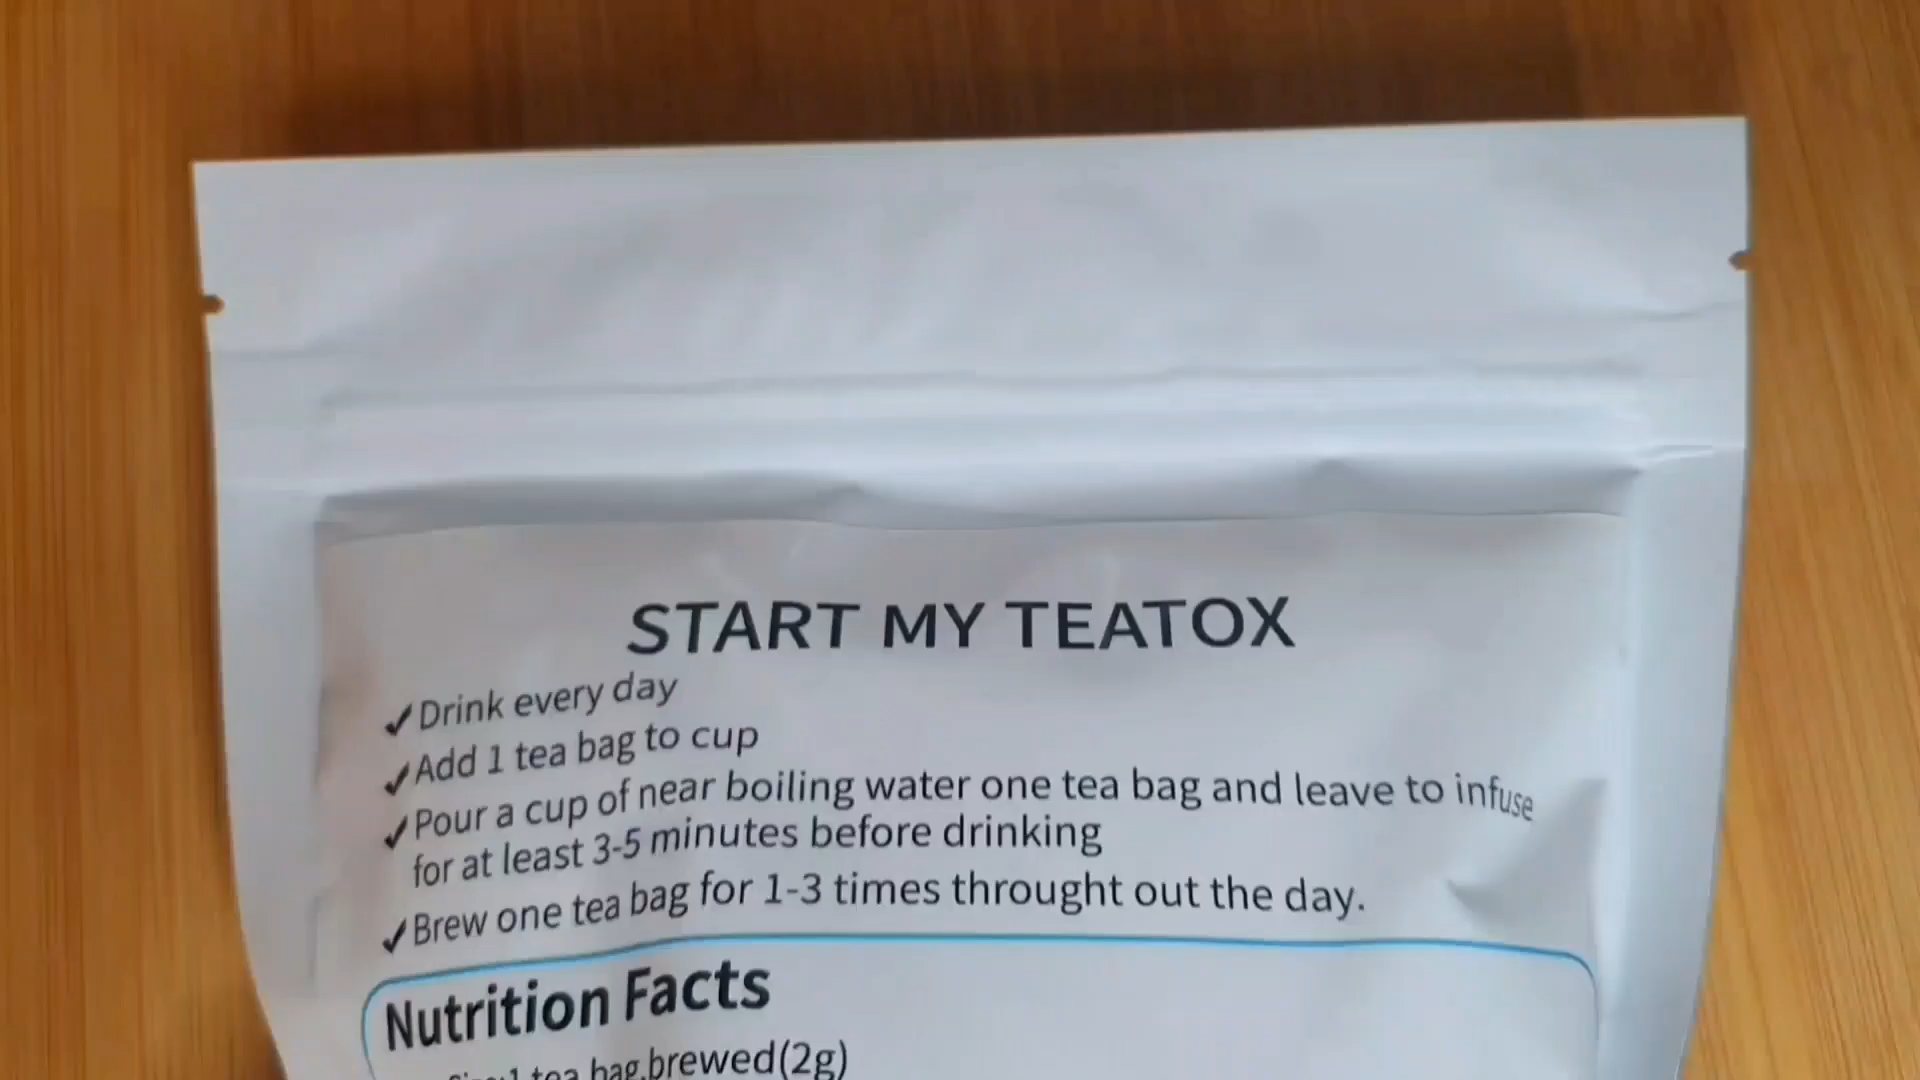 START MY TEATOX
✓Drink every day
✓Add 1 tea bag to cup
✓Pour a cup of near boiling water one tea bag and leave to infuse
for at least 3-5 minutes before drinking
✓Brew one tea bag for 1-3 times throught out the day.
Nutrition Facts
Size:1 tea bag,brewed(2g)